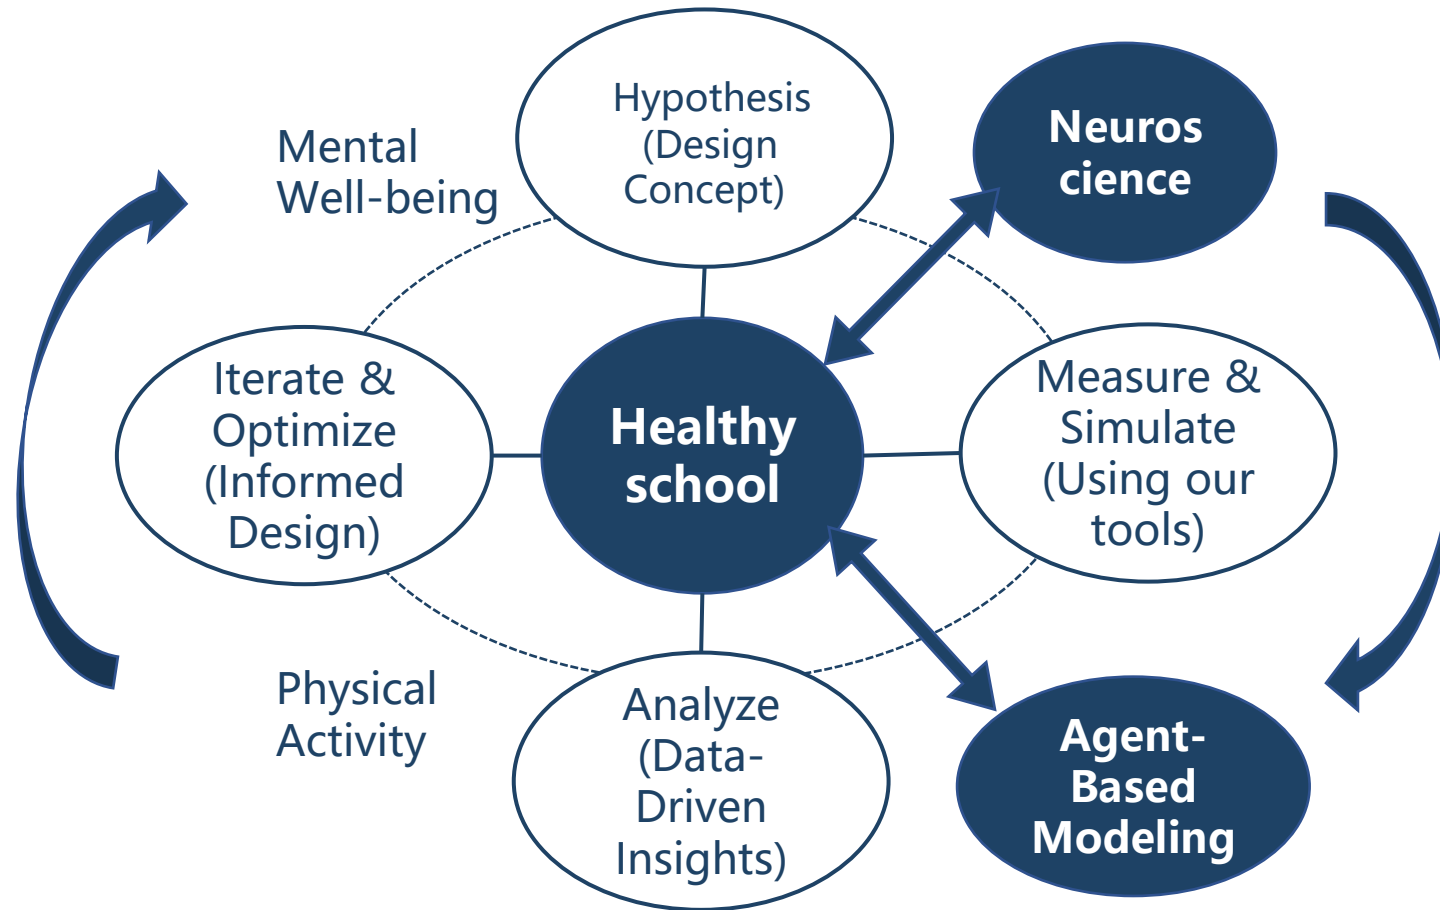 Hypothesis
(Design
Concept)
Neuros
cience
Mental
Well-being
Iterate &
Optimize
(Informed
Design)
Healthy
school
Measure &
Simulate
(Using our
tools)
Physical
Activity
Analyze
(Data-
Driven
Insights)
Agent-
Based
Modeling